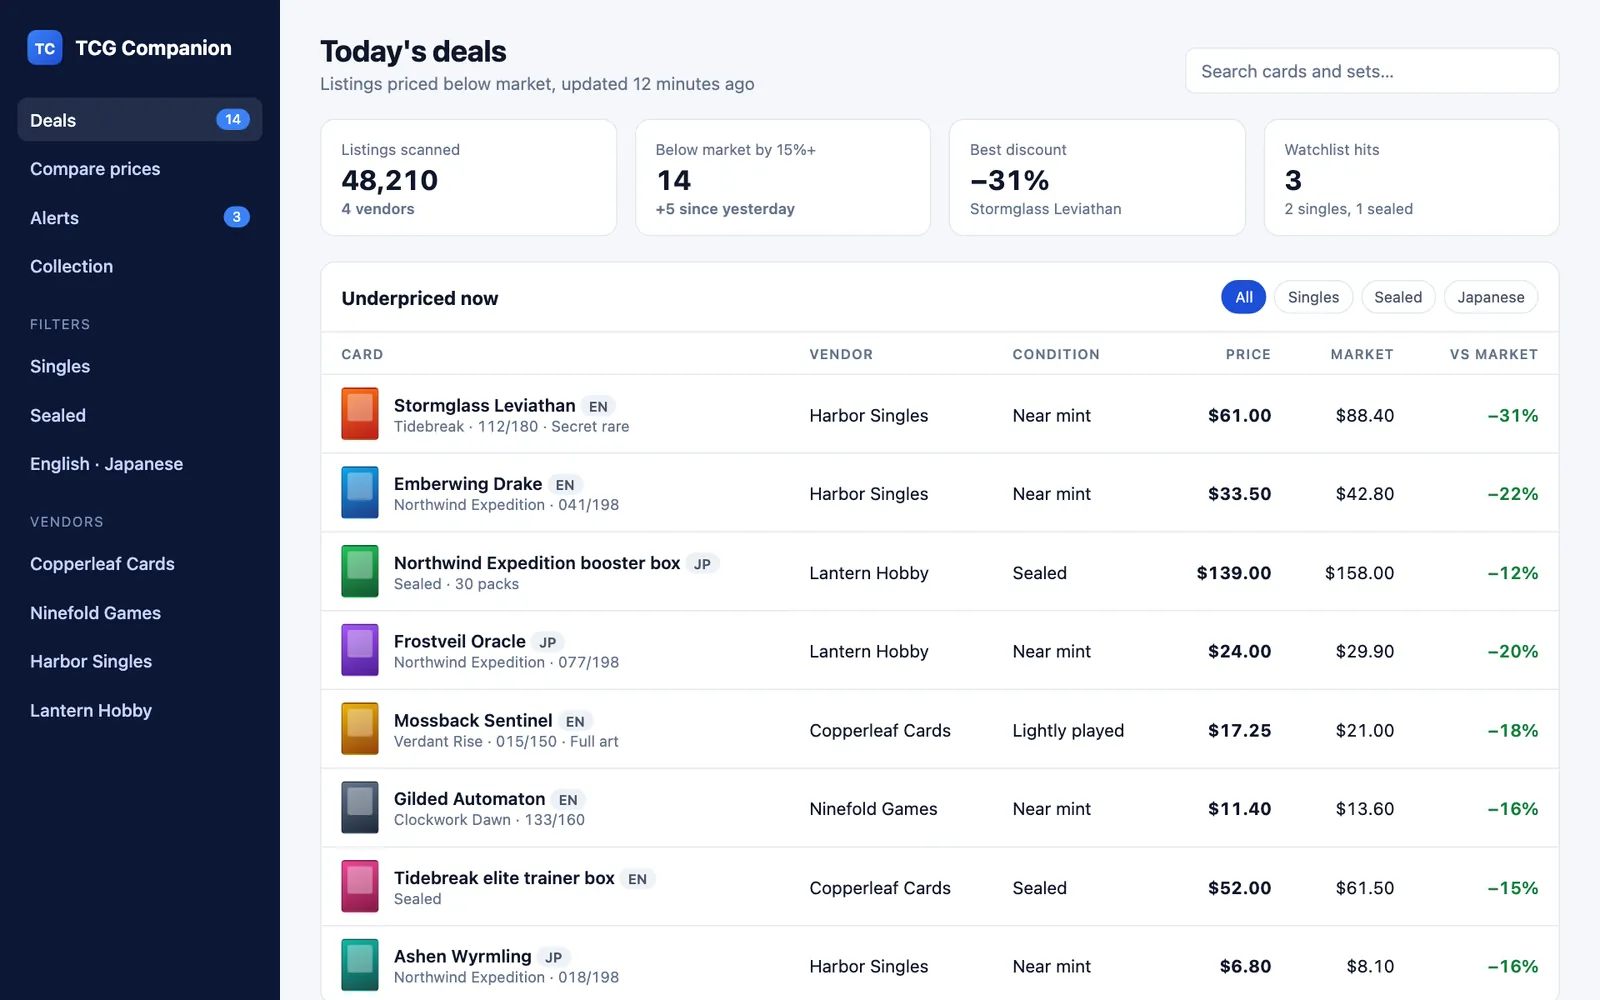 TC TCG Companion
Deals 14
Compare prices
Alerts 3
Collection
FILTERS
Singles
Sealed
English · Japanese
VENDORS
Copperleaf Cards
Ninefold Games
Harbor Singles
Lantern Hobby
Today's deals
Listings priced below market, updated 12 minutes ago
Search cards and sets...
Listings scanned
48,210
4 vendors
Below market by 15%+
14
+5 since yesterday
Best discount
−31%
Stormglass Leviathan
Watchlist hits
3
2 singles, 1 sealed
Underpriced now
All Singles Sealed Japanese
CARD VENDOR CONDITION PRICE MARKET VS MARKET
Stormglass Leviathan EN Harbor Singles Near mint $61.00 $88.40 −31%
Tidebreak · 112/180 · Secret rare
Emberwing Drake EN Harbor Singles Near mint $33.50 $42.80 −22%
Northwind Expedition · 041/198
Northwind Expedition booster box JP Lantern Hobby Sealed $139.00 $158.00 −12%
Sealed · 30 packs
Frostveil Oracle JP Lantern Hobby Near mint $24.00 $29.90 −20%
Northwind Expedition · 077/198
Mossback Sentinel EN Copperleaf Cards Lightly played $17.25 $21.00 −18%
Verdant Rise · 015/150 · Full art
Gilded Automaton EN Ninefold Games Near mint $11.40 $13.60 −16%
Clockwork Dawn · 133/160
Tidebreak elite trainer box EN Copperleaf Cards Sealed $52.00 $61.50 −15%
Sealed
Ashen Wyrmling JP Harbor Singles Near mint $6.80 $8.10 −16%
Northwind Expedition · 018/198